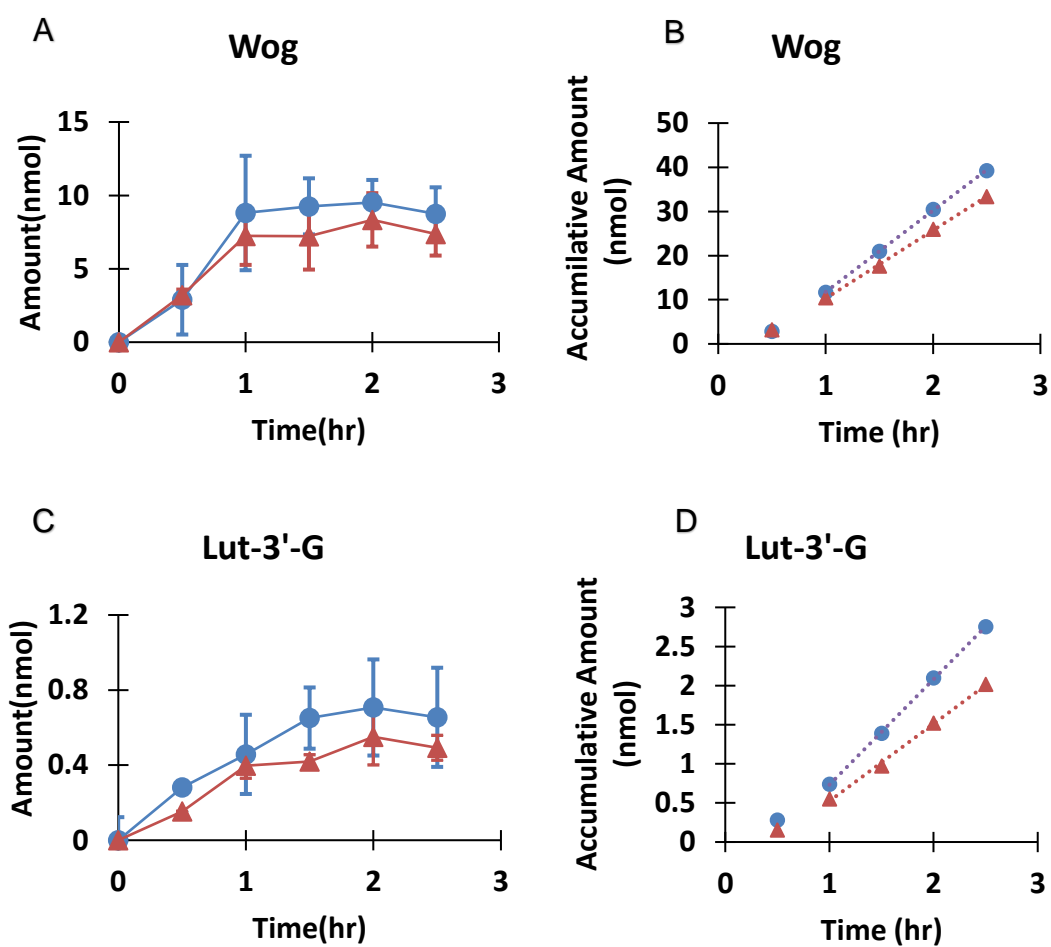 A
Wog
Amount(nmol)
15
10
5
0
0 1 2 3
Time(hr)
B
Wog
Accumilative Amount
(nmol)
50
40
30
20
10
0
0 1 2 3
Time (hr)
C
Lut-3'-G
Amount(nmol)
1.2
0.8
0.4
0
0 1 2 3
Time(hr)
D
Lut-3'-G
Accumulative Amount
(nmol)
3
2.5
2
1.5
1
0.5
0
0 1 2 3
Time (hr)